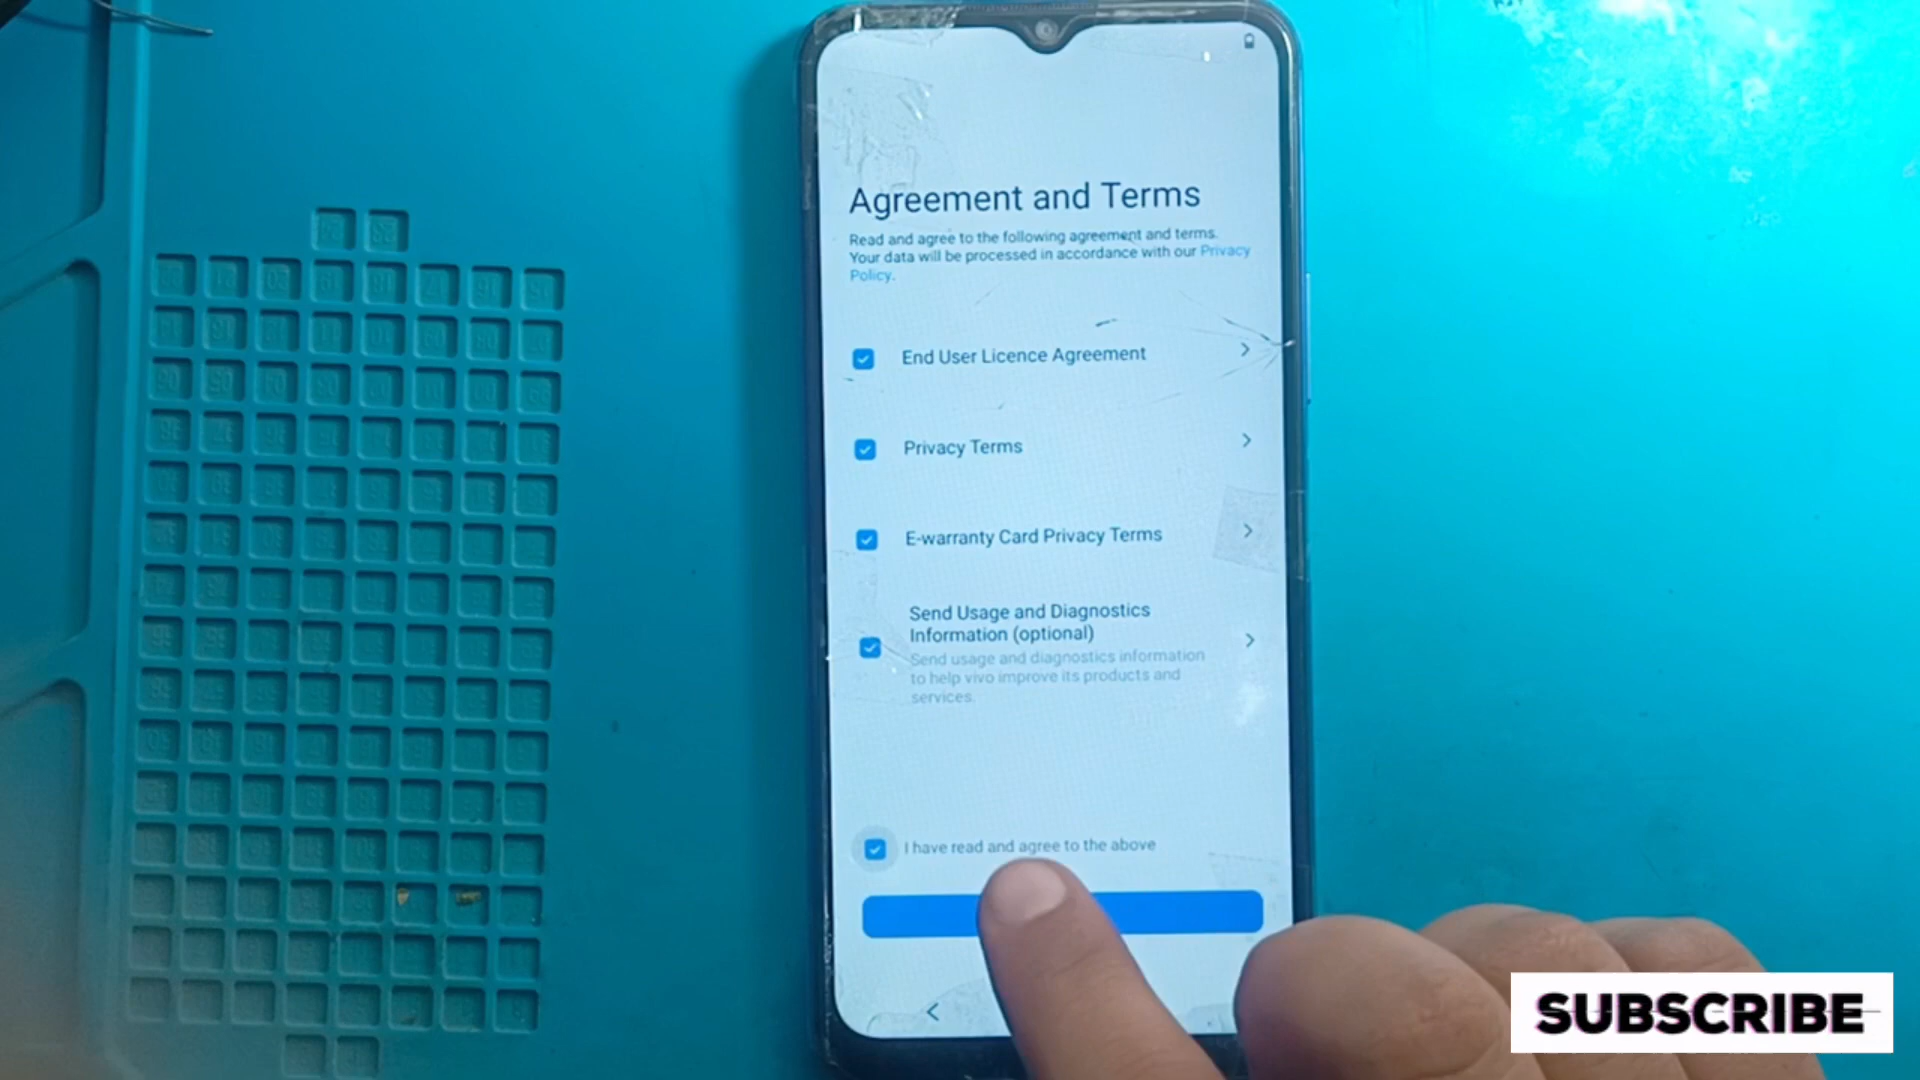 Agreement and Terms
Read and agree to the following agreement and terms.
Your data will be processed in accordance with our Privacy
Policy.
End User Licence Agreement
Privacy Terms
E-warranty Card Privacy Terms
Send Usage and Diagnostics
Information (optional)
Send usage and diagnostics information
to help vivo improve its products and
services.
I have read and agree to the above
SUBSCRIBE